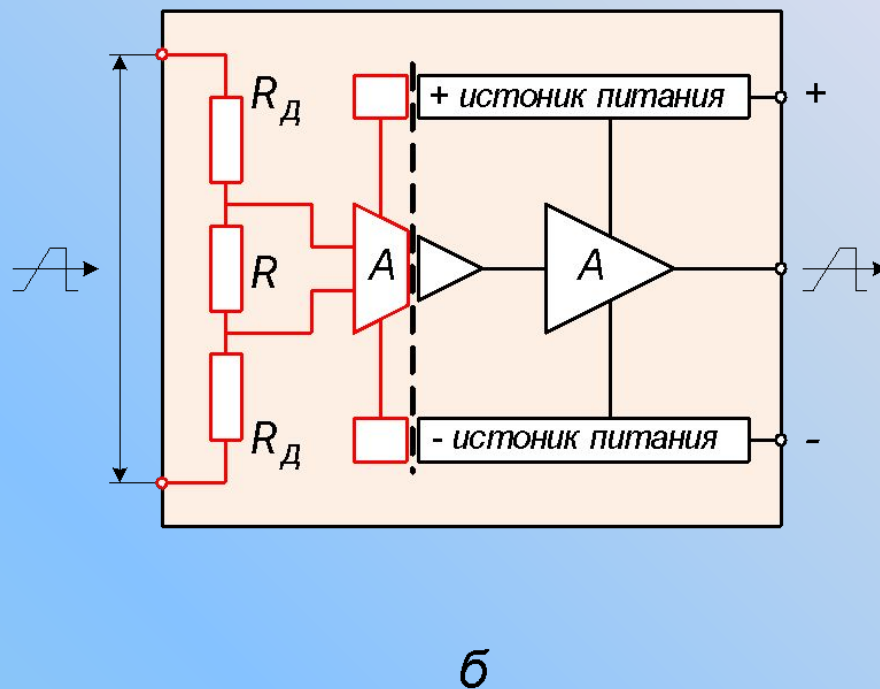 R д
+ истоник питания
+
R
A
A
R д
- истоник питания
-
б